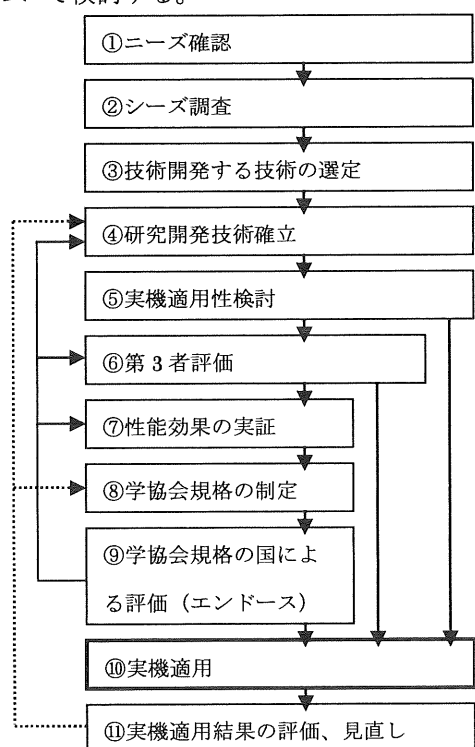 ついて検討する。
①ニーズ確認
②シーズ調査
③技術開発する技術の選定
④研究開発技術確立
⑤実機適用性検討
⑥第3者評価
⑦性能効果の実証
⑧学協会規格の制定
⑨学協会規格の国によ
る評価（エンドース）
⑩実機適用
⑪実機適用結果の評価、見直し